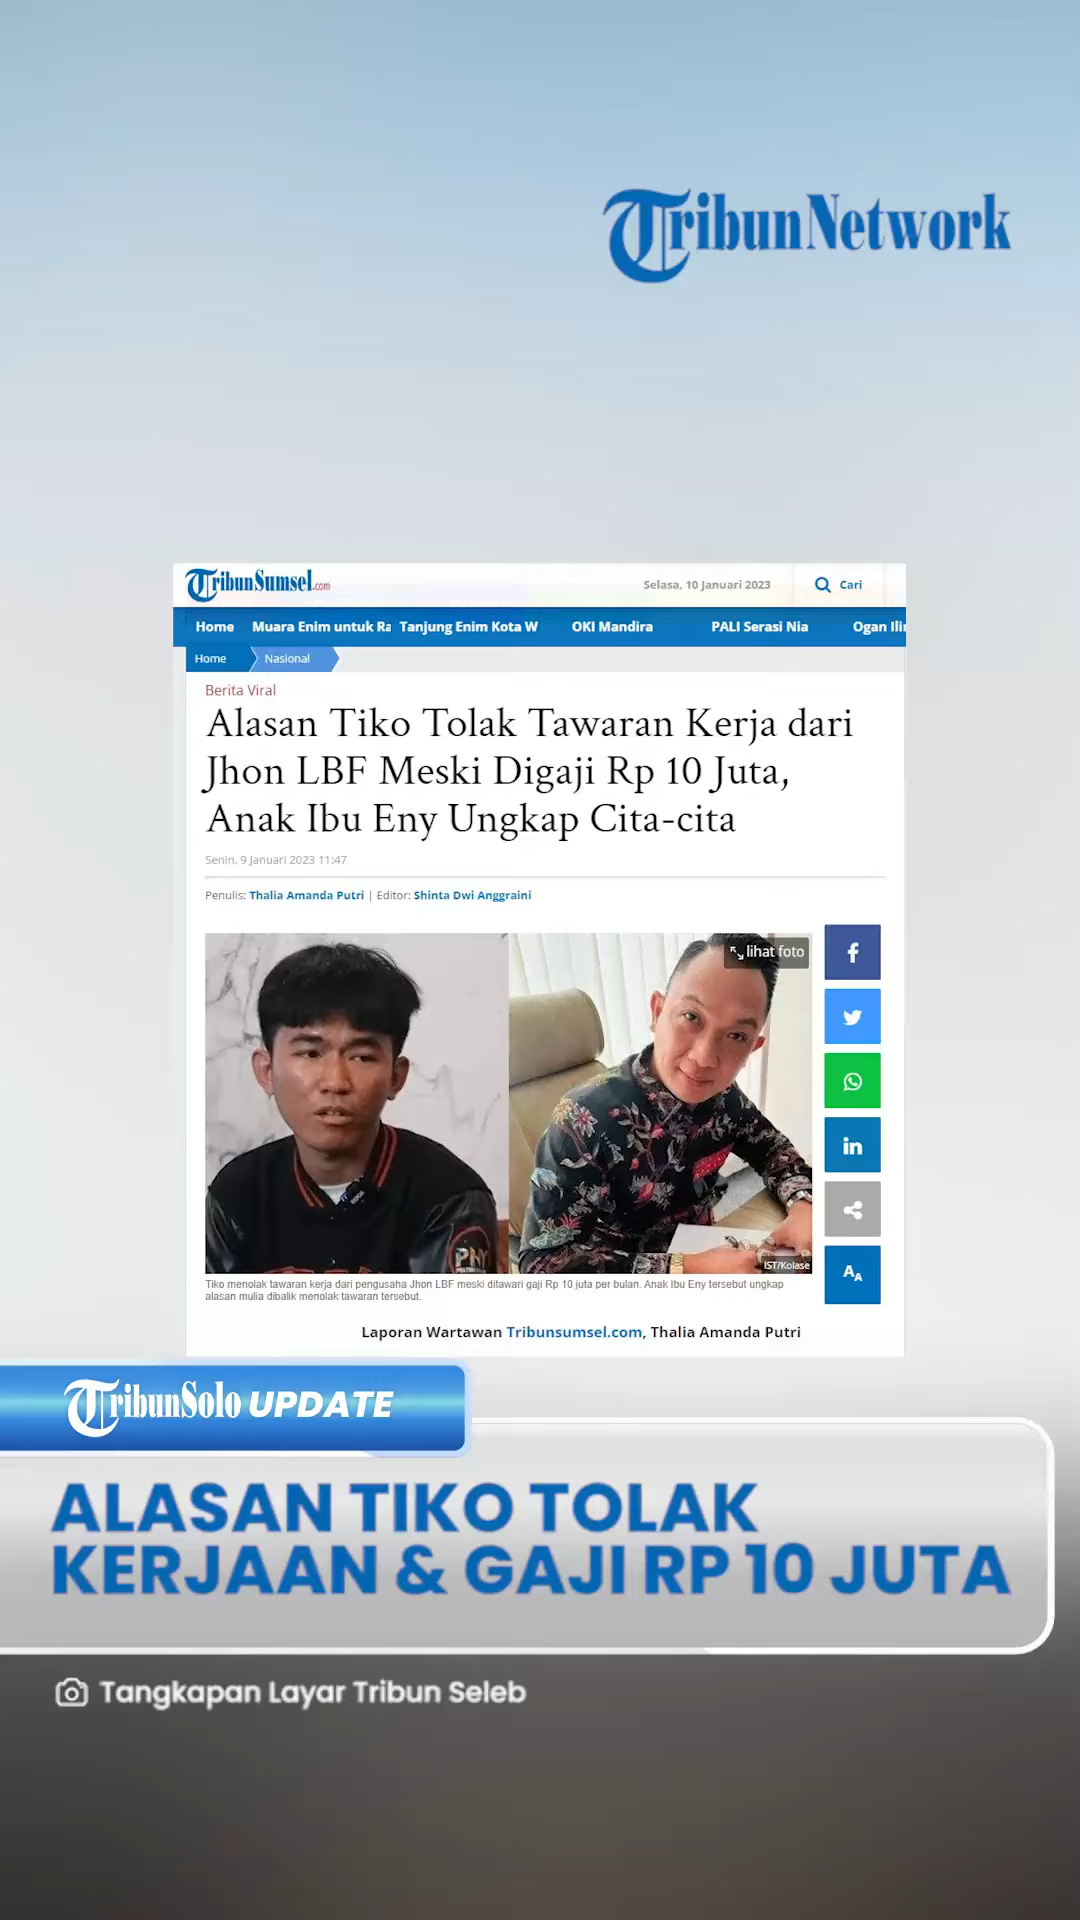 TribunNetwork
TribunSumsel.com
Selasa, 10 Januari 2023
Cari
Home Muara Enim untuk Ra Tanjung Enim Kota W OKI Mandira PALI Serasi Nia Ogan Ilir
Home Nasional
Berita Viral
Alasan Tiko Tolak Tawaran Kerja dari
Jhon LBF Meski Digaji Rp 10 Juta,
Anak Ibu Eny Ungkap Cita-cita
Senin, 9 Januari 2023 11:47
Penulis: Thalia Amanda Putri | Editor: Shinta Dwi Anggraini
lihat foto
PNY
IST/Kolase
Tiko menolak tawaran kerja dari pengusaha Jhon LBF meski ditawari gaji Rp 10 juta per bulan. Anak Ibu Eny tersebut ungkap
alasan mulia dibalik menolak tawaran tersebut.
AA
Laporan Wartawan Tribunsumsel.com, Thalia Amanda Putri
TribunSolo UPDATE
ALASAN TIKO TOLAK
KERJAAN & GAJI RP 10 JUTA
Tangkapan Layar Tribun Seleb